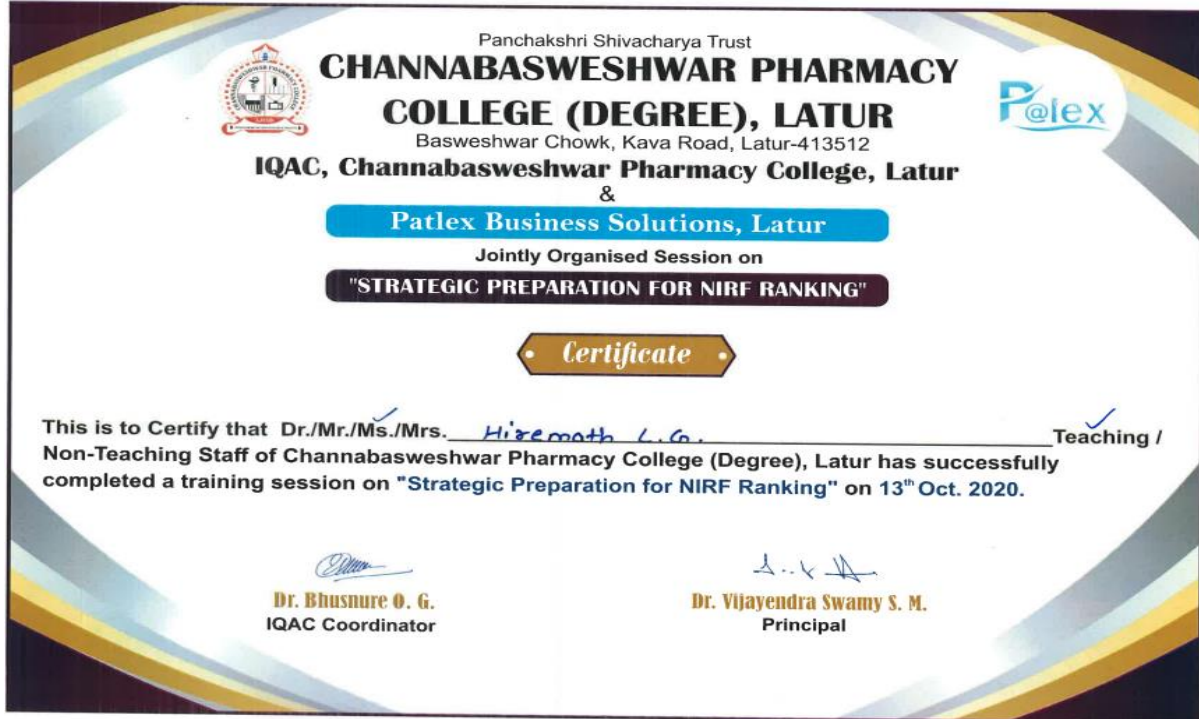 Panchakshri Shivacharya Trust
CHANNABASWESHWAR PHARMACY
COLLEGE (DEGREE), LATUR
Basweshwar Chowk, Kava Road, Latur-413512
P@lex
IQAC, Channabasweshwar Pharmacy College, Latur
&
Patlex Business Solutions, Latur
Jointly Organised Session on
"STRATEGIC PREPARATION FOR NIRF RANKING"
Certificate
This is to Certify that Dr./Mr./Ms./Mrs. Hiremath L.G. Teaching /
Non-Teaching Staff of Channabasweshwar Pharmacy College (Degree), Latur has successfully
completed a training session on "Strategic Preparation for NIRF Ranking" on 13th Oct. 2020.
Dr. Bhusnure O. G.
IQAC Coordinator
Dr. Vijayendra Swamy S. M.
Principal